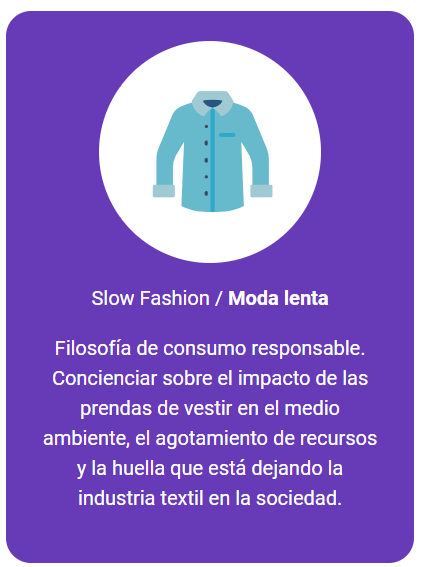 Slow Fashion / Moda lenta
Filosofía de consumo responsable.
Concienciar sobre el impacto de las
prendas de vestir en el medio
ambiente, el agotamiento de recursos
y la huella que está dejando la
industria textil en la sociedad.